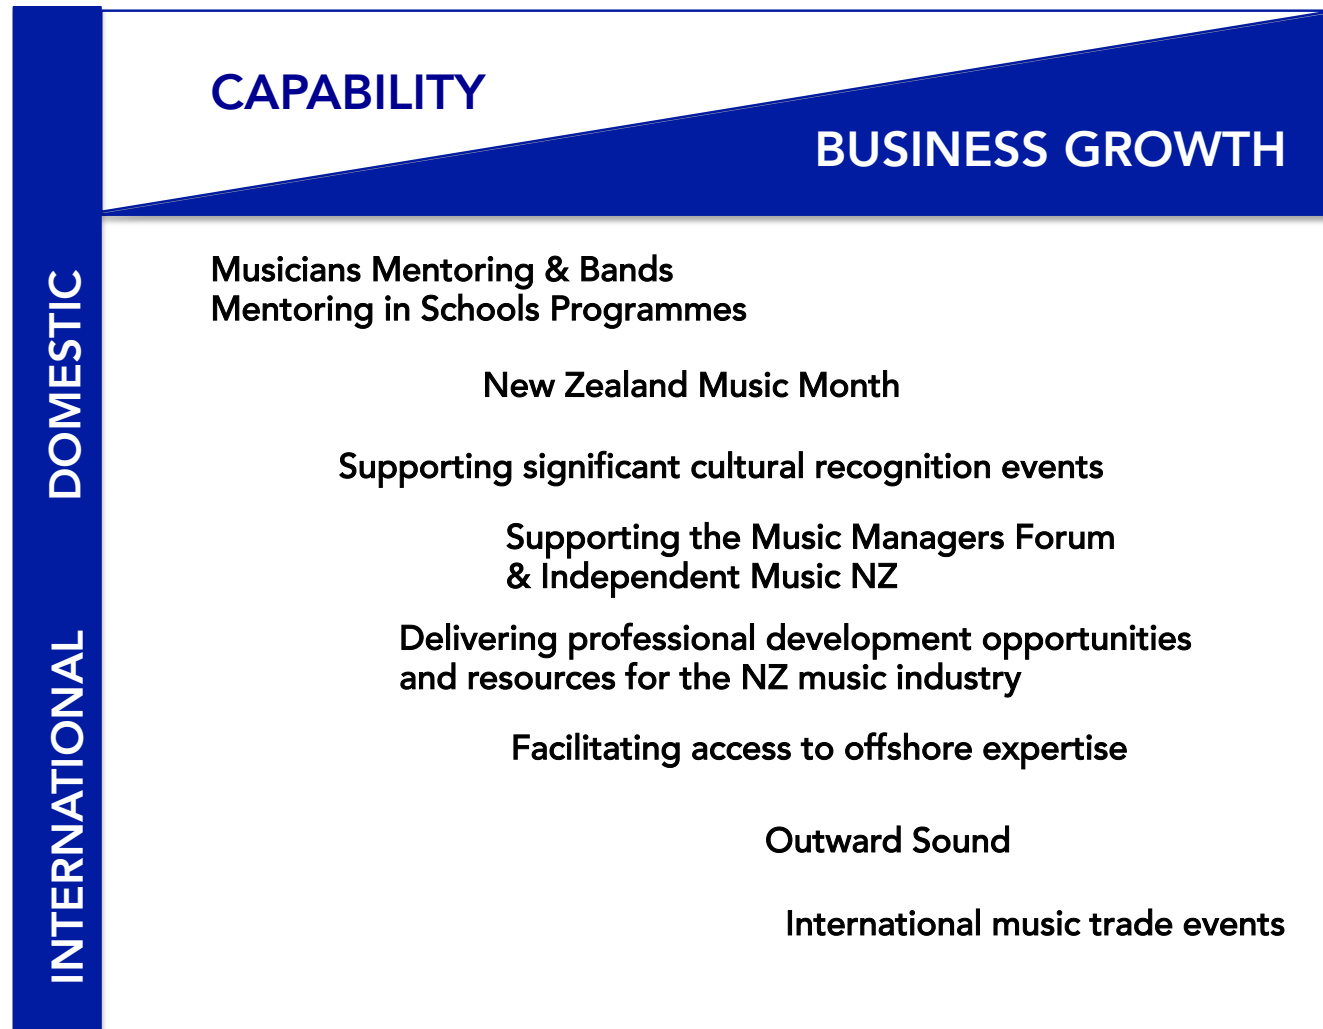 CAPABILITY
BUSINESS GROWTH
DOMESTIC
INTERNATIONAL
Musicians Mentoring & Bands
Mentoring in Schools Programmes
New Zealand Music Month
Supporting significant cultural recognition events
Supporting the Music Managers Forum
& Independent Music NZ
Delivering professional development opportunities
and resources for the NZ music industry
Facilitating access to offshore expertise
Outward Sound
International music trade events